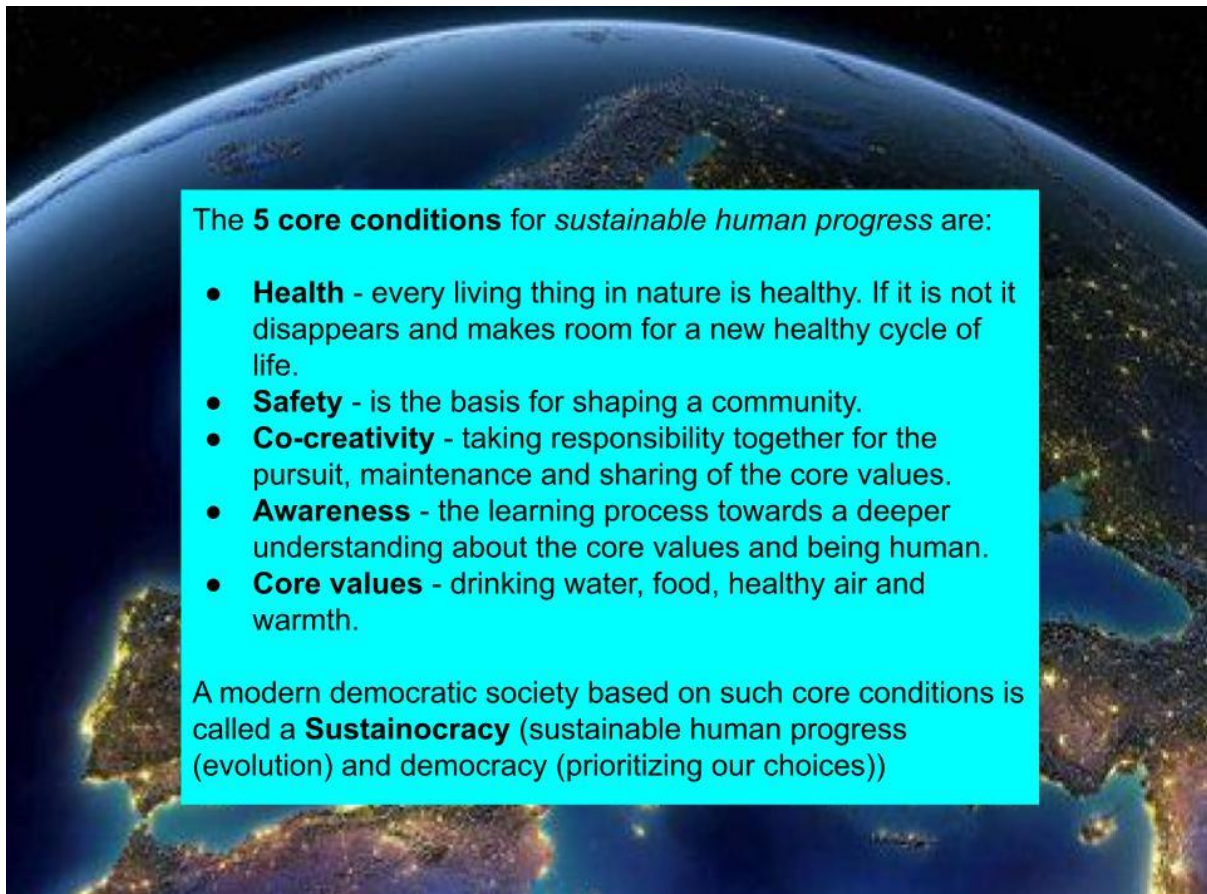 The 5 core conditions for sustainable human progress are:
● Health - every living thing in nature is healthy. If it is not it
disappears and makes room for a new healthy cycle of
life.
● Safety - is the basis for shaping a community.
● Co-creativity - taking responsibility together for the
pursuit, maintenance and sharing of the core values.
● Awareness - the learning process towards a deeper
understanding about the core values and being human.
● Core values - drinking water, food, healthy air and
warmth.
A modern democratic society based on such core conditions is
called a Sustainocracy (sustainable human progress
(evolution) and democracy (prioritizing our choices))